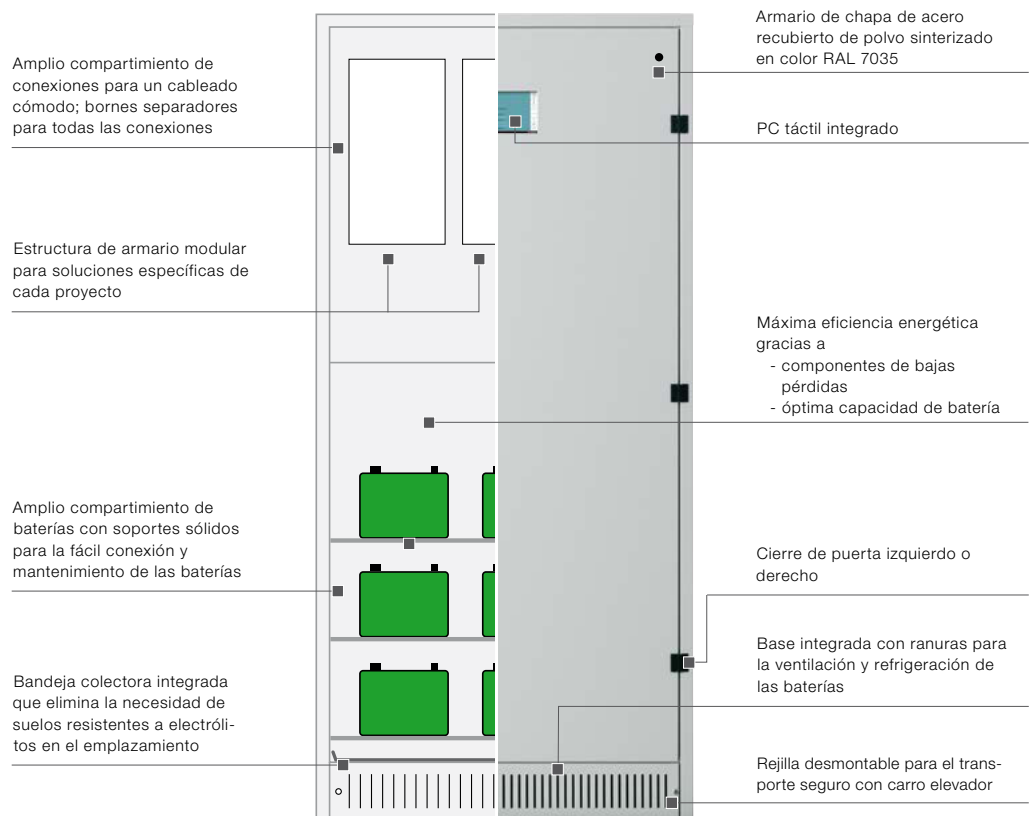 Amplio compartimiento de
conexiones para un cableado
cómodo; bornes separadores
para todas las conexiones
Estructura de armario modular
para soluciones específicas de
cada proyecto
Amplio compartimiento de
baterías con soportes sólidos
para la fácil conexión y
mantenimiento de las baterías
Bandeja colectora integrada
que elimina la necesidad de
suelos resistentes a electróli-
tos en el emplazamiento
Armario de chapa de acero
recubierto de polvo sinterizado
en color RAL 7035
PC táctil integrado
Máxima eficiencia energética
gracias a
- componentes de bajas
pérdidas
- óptima capacidad de batería
Cierre de puerta izquierdo o
derecho
Base integrada con ranuras para
la ventilación y refrigeración de
las baterías
Rejilla desmontable para el trans-
porte seguro con carro elevador